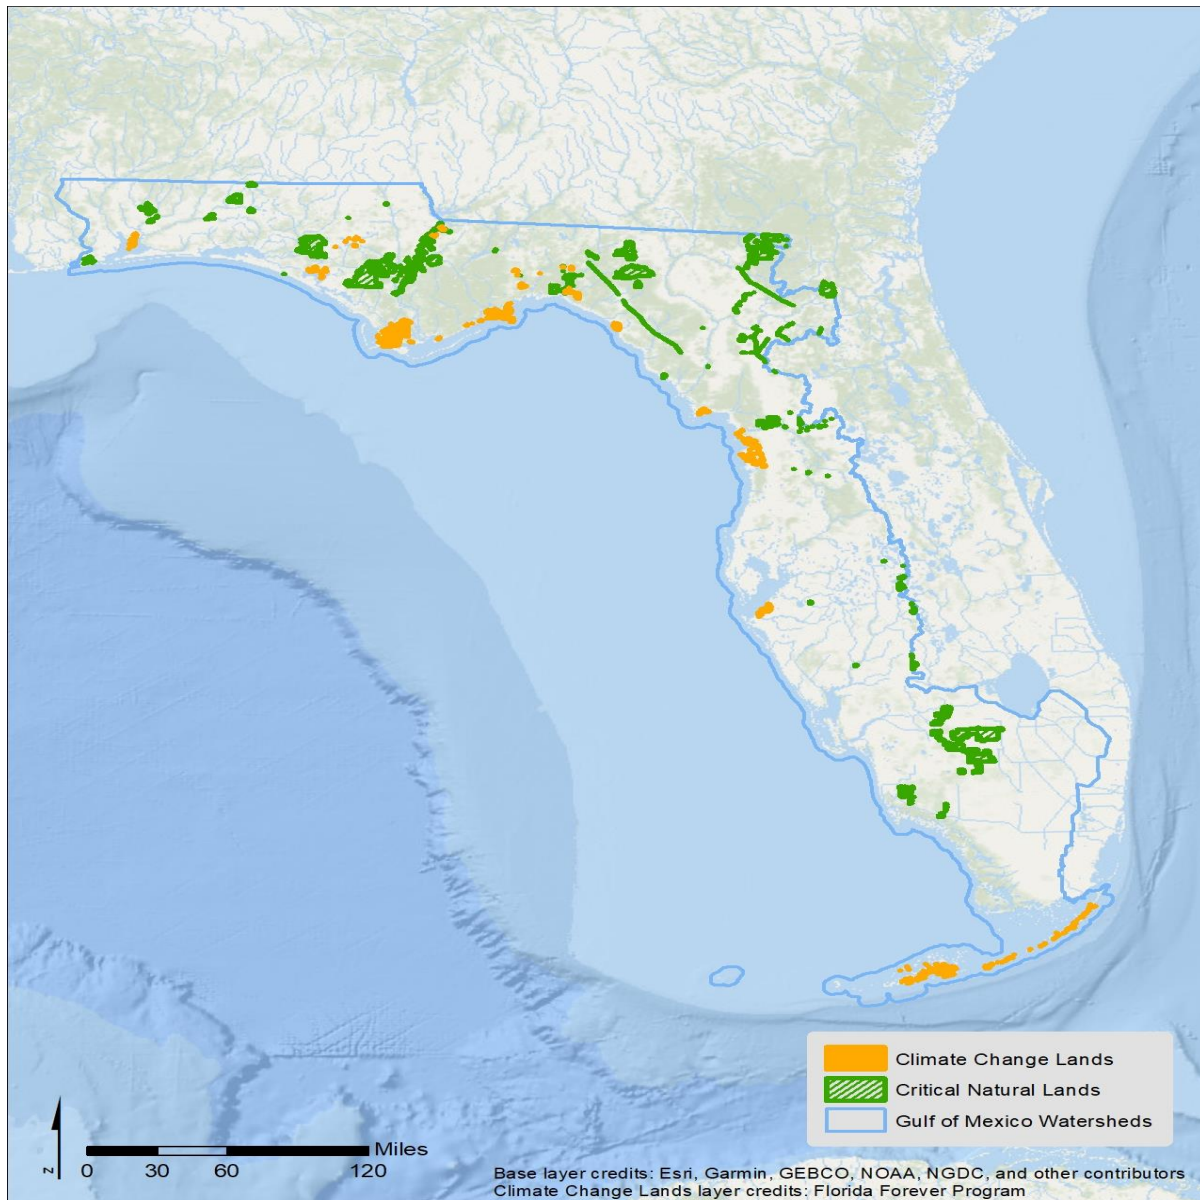 Climate Change Lands
Critical Natural Lands
Gulf of Mexico Watersheds
Z
Miles
0 30 60 120
Base layer credits: Esri, Garmin, GEBCO, NOAA, NGDC, and other contributors
Climate Change Lands layer credits: Florida Forever Program